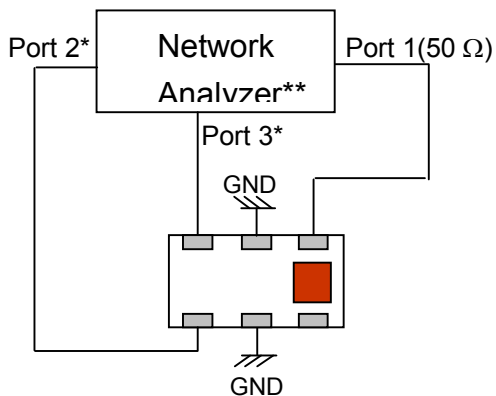 Port 2*
Network
Analyzer**
Port 1(50 Ω)
Port 3*
GND
GND